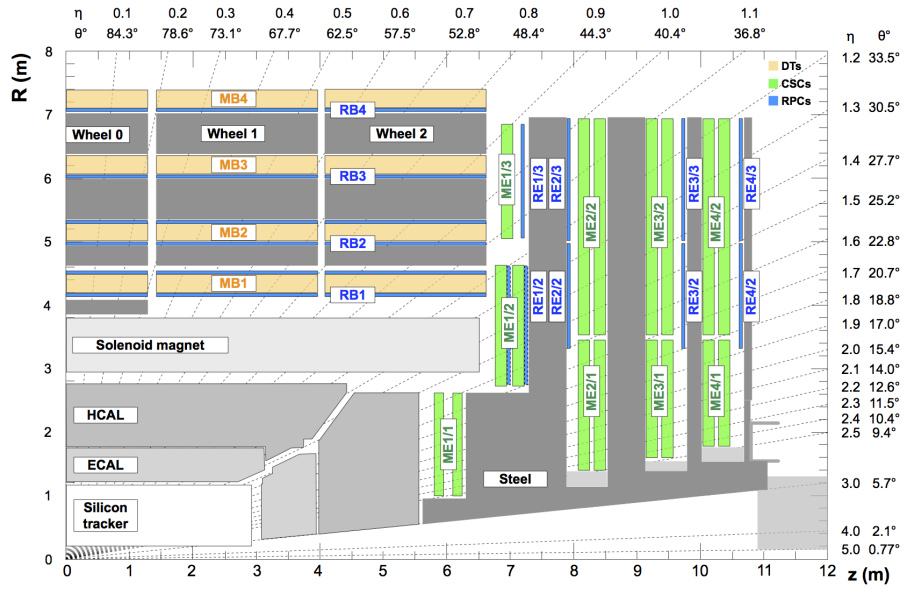 η 0.1 0.2 0.3 0.4 0.5 0.6 0.7 0.8 0.9 1.0 1.1 η θ°
θ° 84.3° 78.6° 73.1° 67.7° 62.5° 57.5° 52.8° 48.4° 44.3° 40.4° 36.8°
R (m)
8
7
6
5
4
3
2
1
0
1.2 33.5°
1.3 30.5°
1.4 27.7°
1.5 25.2°
1.6 22.8°
1.7 20.7°
1.8 18.8°
1.9 17.0°
2.0 15.4°
2.1 14.0°
2.2 12.6°
2.3 11.5°
2.4 10.4°
2.5 9.4°
3.0 5.7°
4.0 2.1°
5.0 0.77°
DTs
CSCs
RPCs
MB4
RB4
Wheel 0 Wheel 1 Wheel 2
MB3
RB3
MB2
RB2
MB1
RB1
ME1/3
RE1/3
RE2/3
ME2/2
ME3/2
RE3/3
ME4/2
RE4/3
ME1/2
RE1/2
RE2/2
RE3/2
RE4/2
Solenoid magnet
HCAL
ECAL
Silicon
tracker
ME1/1
ME2/1
ME3/1
ME4/1
Steel
0 1 2 3 4 5 6 7 8 9 10 11 12
z (m)